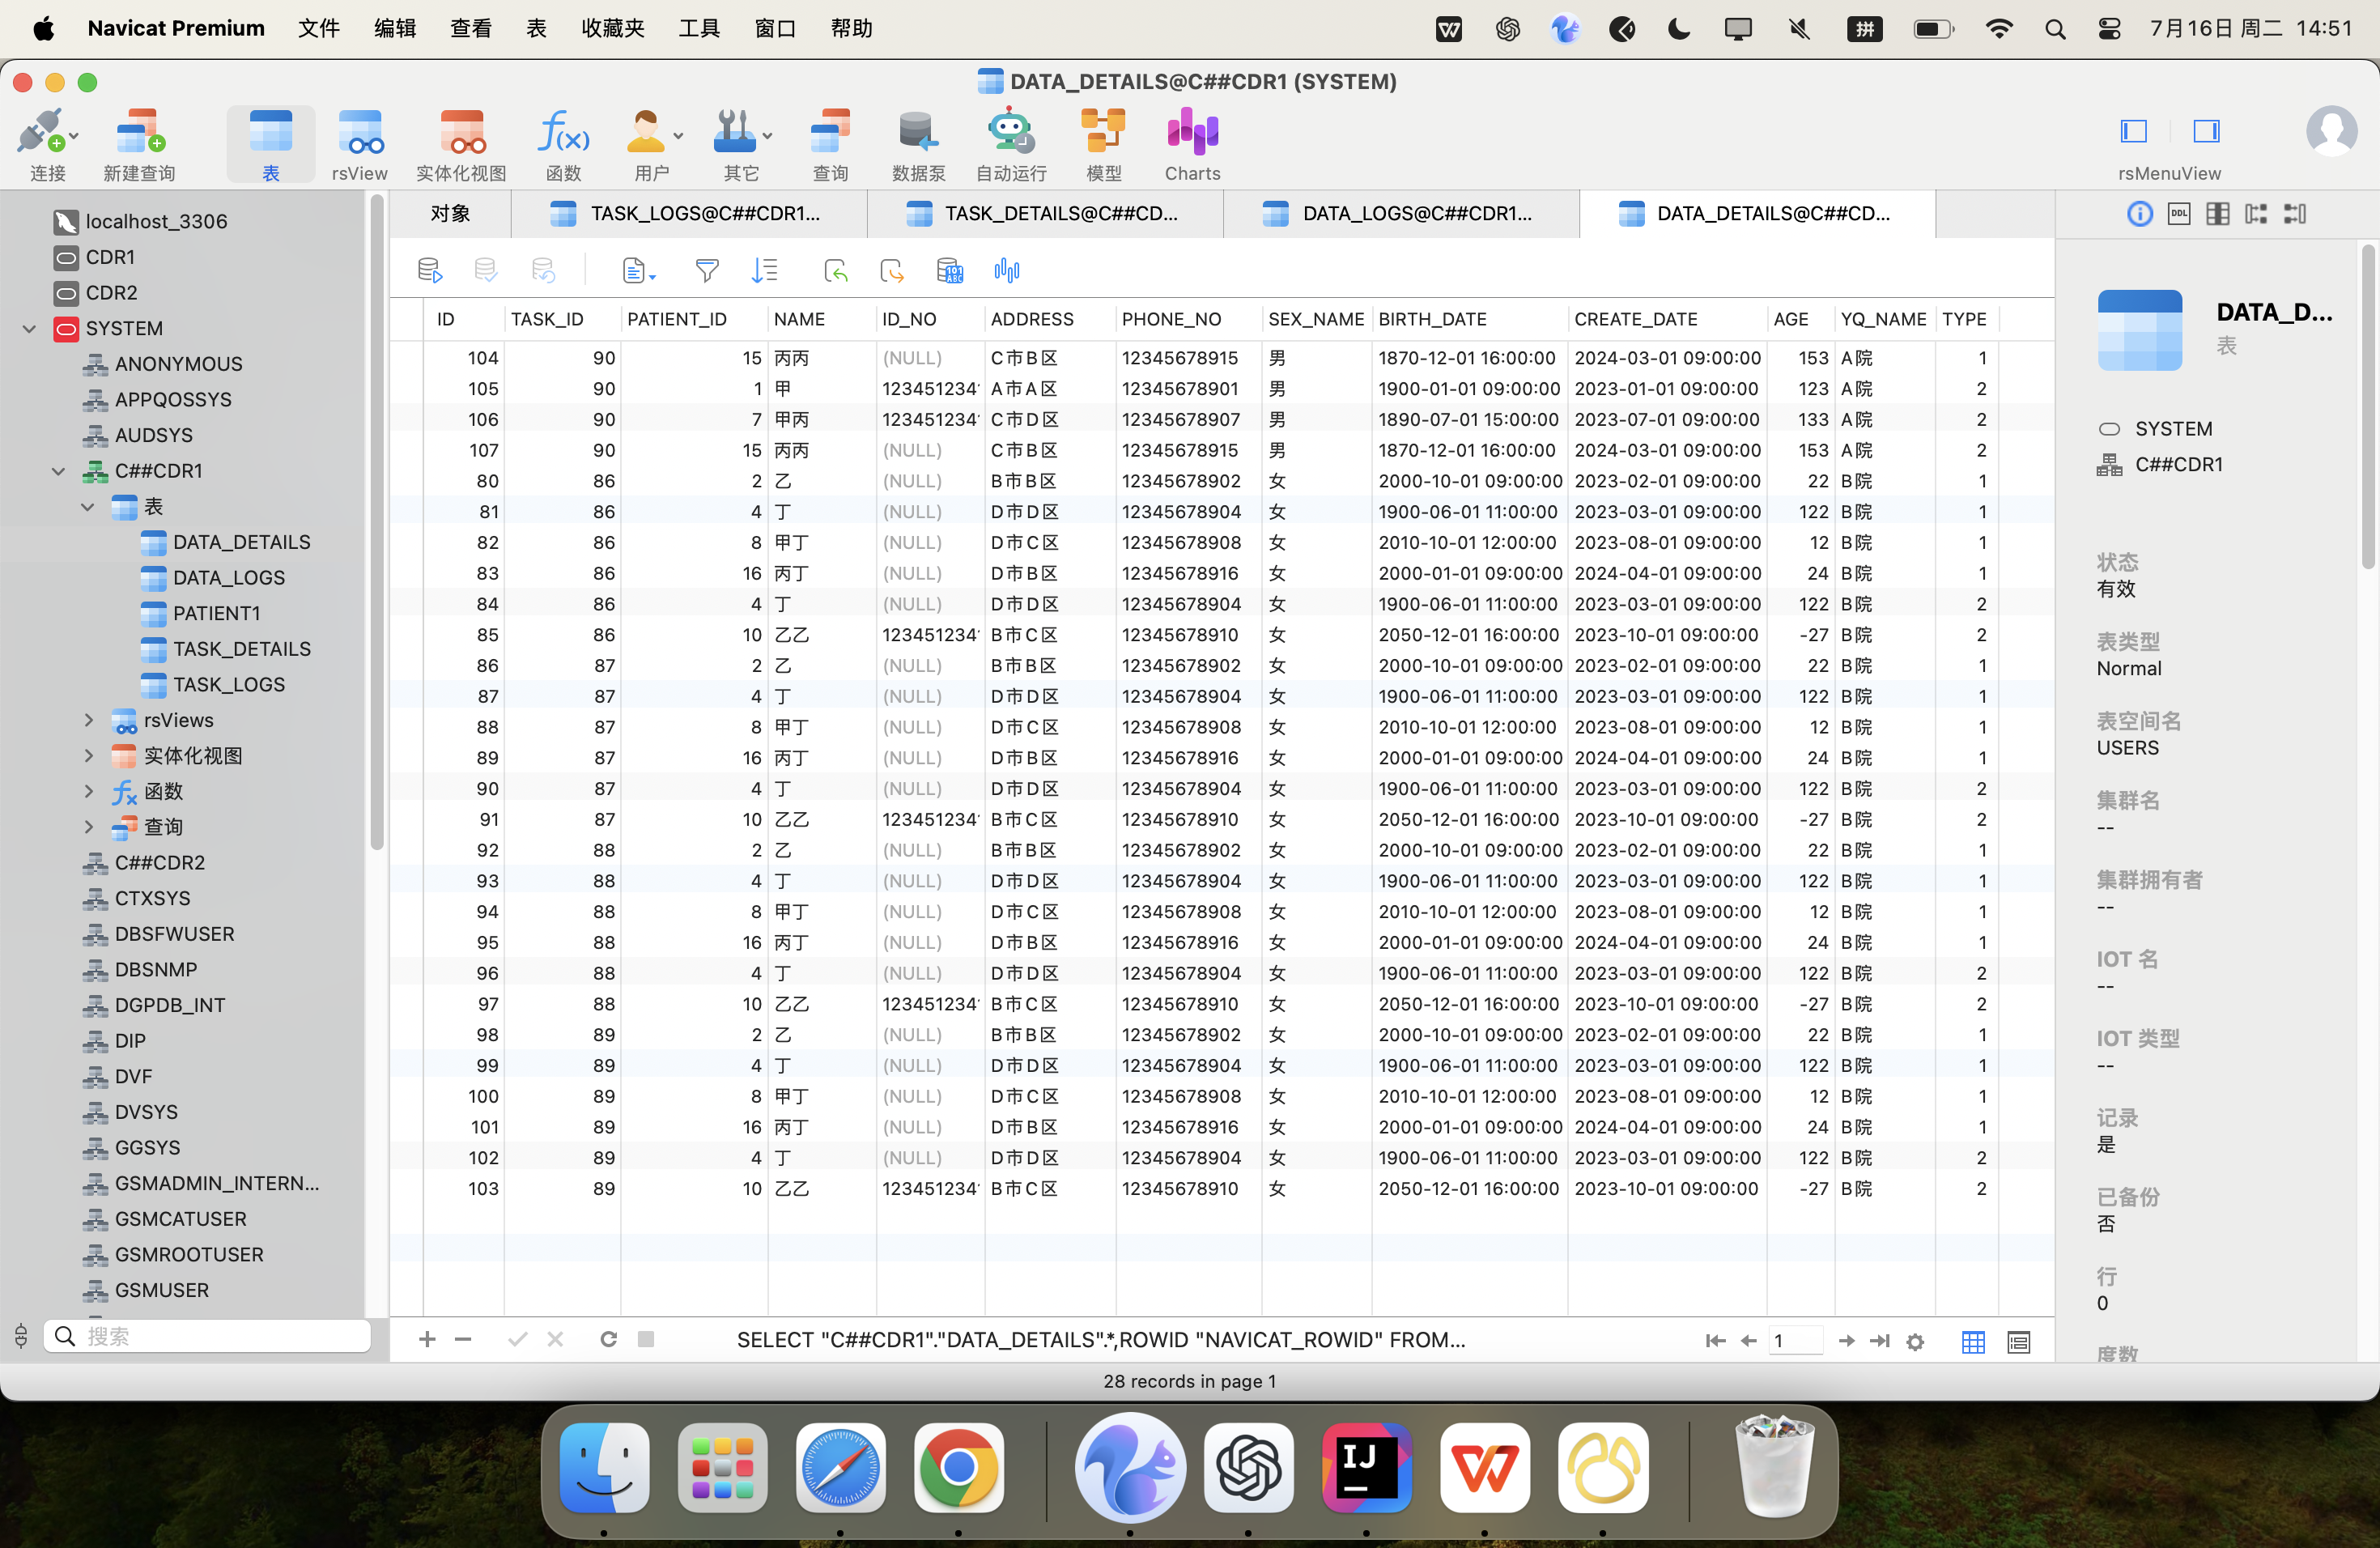 Navicat Premium 文件 编辑 查看 表 收藏夹 工具 窗口 帮助 拼 7月16日 周二 14:51
DATA_DETAILS@C##CDR1 (SYSTEM)
连接 新建查询 表 rsView 实体化视图 函数 用户 其它 查询 数据泵 自动运行 模型 Charts rsMenuView
对象 TASK_LOGS@C##CDR1... TASK_DETAILS@C##CD... DATA_LOGS@C##CDR1... DATA_DETAILS@C##CD...
localhost_3306
CDR1
CDR2
SYSTEM
ANONYMOUS
APPQOSSYS
AUDSYS
C##CDR1
表
DATA_DETAILS
DATA_LOGS
PATIENT1
TASK_DETAILS
TASK_LOGS
rsViews
实体化视图
函数
查询
C##CDR2
CTXSYS
DBSFWUSER
DBSNMP
DGPDB_INT
DIP
DVF
DVSYS
GGSYS
GSMADMIN_INTERN...
GSMCATUSER
GSMROOTUSER
GSMUSER
搜索
ID TASK_ID PATIENT_ID NAME ID_NO ADDRESS PHONE_NO SEX_NAME BIRTH_DATE CREATE_DATE AGE YQ_NAME TYPE
104 90 15 丙丙 (NULL) C市B区 12345678915 男 1870-12-01 16:00:00 2024-03-01 09:00:00 153 A院 1
105 90 1 甲 123451234 A市A区 12345678901 男 1900-01-01 09:00:00 2023-01-01 09:00:00 123 A院 2
106 90 7 甲丙 123451234 C市D区 12345678907 男 1890-07-01 15:00:00 2023-07-01 09:00:00 133 A院 2
107 90 15 丙丙 (NULL) C市B区 12345678915 男 1870-12-01 16:00:00 2024-03-01 09:00:00 153 A院 2
80 86 2 乙 (NULL) B市B区 12345678902 女 2000-10-01 09:00:00 2023-02-01 09:00:00 22 B院 1
81 86 4 丁 (NULL) D市D区 12345678904 女 1900-06-01 11:00:00 2023-03-01 09:00:00 122 B院 1
82 86 8 甲丁 (NULL) D市C区 12345678908 女 2010-10-01 12:00:00 2023-08-01 09:00:00 12 B院 1
83 86 16 丙丁 (NULL) D市B区 12345678916 女 2000-01-01 09:00:00 2024-04-01 09:00:00 24 B院 1
84 86 4 丁 (NULL) D市D区 12345678904 女 1900-06-01 11:00:00 2023-03-01 09:00:00 122 B院 2
85 86 10 乙乙 123451234 B市C区 12345678910 女 2050-12-01 16:00:00 2023-10-01 09:00:00 -27 B院 2
86 87 2 乙 (NULL) B市B区 12345678902 女 2000-10-01 09:00:00 2023-02-01 09:00:00 22 B院 1
87 87 4 丁 (NULL) D市D区 12345678904 女 1900-06-01 11:00:00 2023-03-01 09:00:00 122 B院 1
88 87 8 甲丁 (NULL) D市C区 12345678908 女 2010-10-01 12:00:00 2023-08-01 09:00:00 12 B院 1
89 87 16 丙丁 (NULL) D市B区 12345678916 女 2000-01-01 09:00:00 2024-04-01 09:00:00 24 B院 1
90 87 4 丁 (NULL) D市D区 12345678904 女 1900-06-01 11:00:00 2023-03-01 09:00:00 122 B院 2
91 87 10 乙乙 123451234 B市C区 12345678910 女 2050-12-01 16:00:00 2023-10-01 09:00:00 -27 B院 2
92 88 2 乙 (NULL) B市B区 12345678902 女 2000-10-01 09:00:00 2023-02-01 09:00:00 22 B院 1
93 88 4 丁 (NULL) D市D区 12345678904 女 1900-06-01 11:00:00 2023-03-01 09:00:00 122 B院 1
94 88 8 甲丁 (NULL) D市C区 12345678908 女 2010-10-01 12:00:00 2023-08-01 09:00:00 12 B院 1
95 88 16 丙丁 (NULL) D市B区 12345678916 女 2000-01-01 09:00:00 2024-04-01 09:00:00 24 B院 1
96 88 4 丁 (NULL) D市D区 12345678904 女 1900-06-01 11:00:00 2023-03-01 09:00:00 122 B院 2
97 88 10 乙乙 123451234 B市C区 12345678910 女 2050-12-01 16:00:00 2023-10-01 09:00:00 -27 B院 2
98 89 2 乙 (NULL) B市B区 12345678902 女 2000-10-01 09:00:00 2023-02-01 09:00:00 22 B院 1
99 89 4 丁 (NULL) D市D区 12345678904 女 1900-06-01 11:00:00 2023-03-01 09:00:00 122 B院 1
100 89 8 甲丁 (NULL) D市C区 12345678908 女 2010-10-01 12:00:00 2023-08-01 09:00:00 12 B院 1
101 89 16 丙丁 (NULL) D市B区 12345678916 女 2000-01-01 09:00:00 2024-04-01 09:00:00 24 B院 1
102 89 4 丁 (NULL) D市D区 12345678904 女 1900-06-01 11:00:00 2023-03-01 09:00:00 122 B院 2
103 89 10 乙乙 123451234 B市C区 12345678910 女 2050-12-01 16:00:00 2023-10-01 09:00:00 -27 B院 2
SELECT "C##CDR1"."DATA_DETAILS".*,ROWID "NAVICAT_ROWID" FROM... 1
28 records in page 1
DDL
DATA_D...
表
SYSTEM
C##CDR1
状态
有效
表类型
Normal
表空间名
USERS
集群名
--
集群拥有者
--
IOT 名
--
IOT 类型
--
记录
是
已备份
否
行
0
度数
IJ